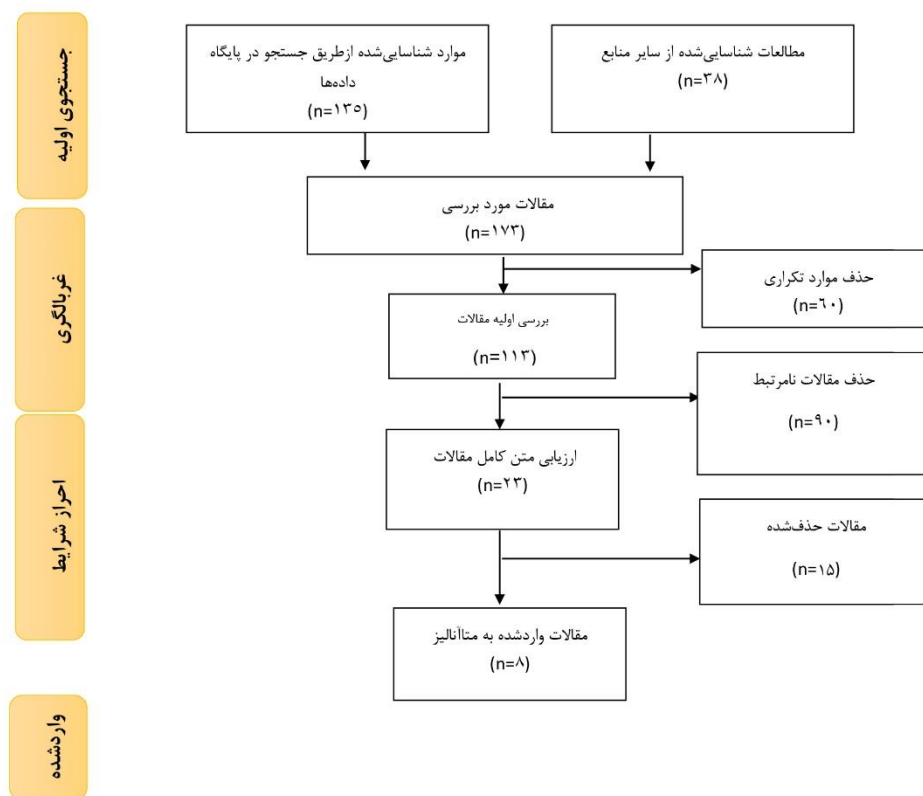 جستجوی اولیه
موارد شناسایی‌شده ازطریق جستجو در پایگاه
داده‌ها
(n=۱۳۵)
مطالعات شناسایی‌شده از سایر منابع
(n=۳۸)
مقالات مورد بررسی
(n=۱۷۳)
غربالگری
حذف موارد تکراری
(n=۶۰)
بررسی اولیه مقالات
(n=۱۱۳)
حذف مقالات نامرتبط
(n=۹۰)
احراز شرایط
ارزیابی متن کامل مقالات
(n=۲۳)
مقالات حذف‌شده
(n=۱۵)
مقالات واردشده به متاآنالیز
(n=۸)
واردشده